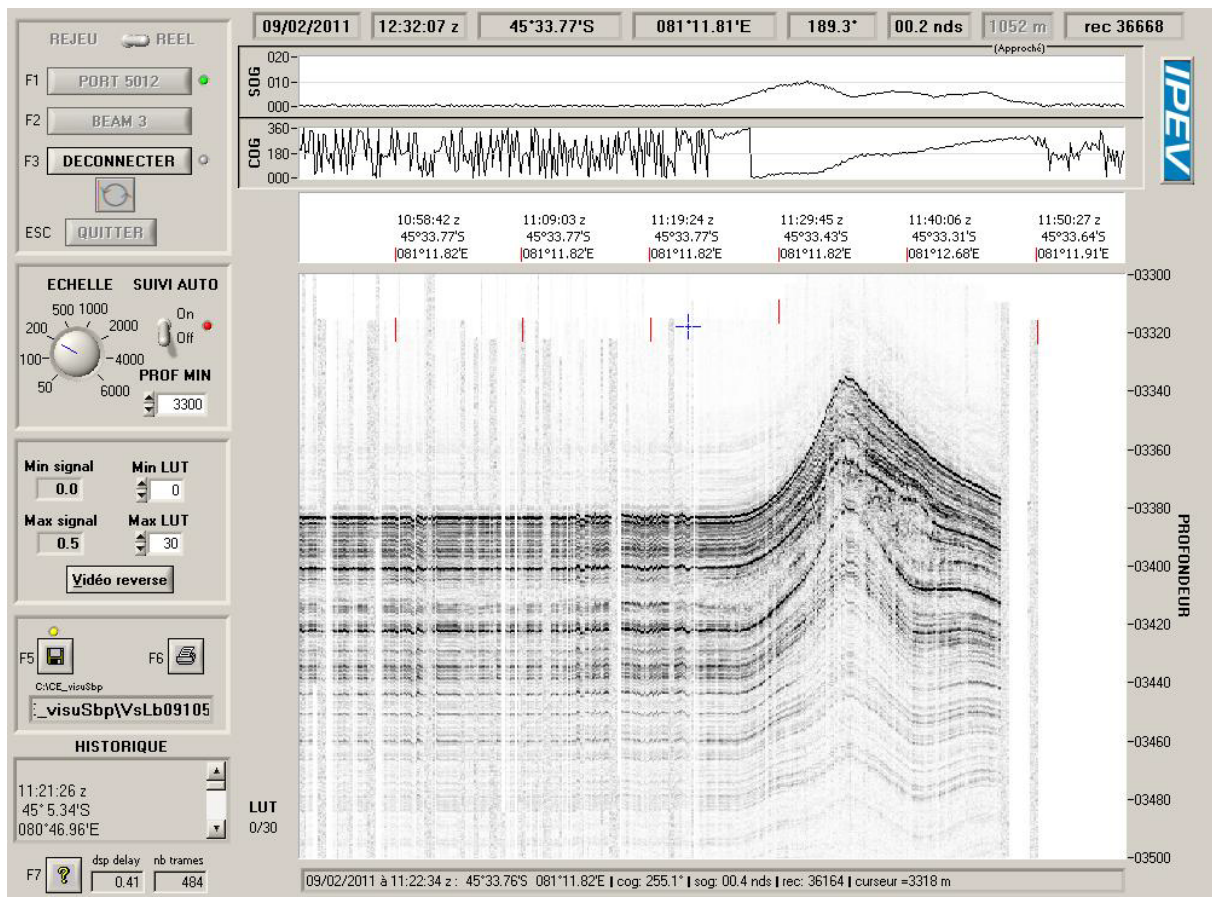 REJEU REEL
F1 PORT 5012
F2 BEAM 3
F3 DECONNECTER
ESC QUITTER
09/02/2011 12:32:07 z 45°33.77'S 081°11.81'E 189.3° 00.2 nds 1052 m rec 36668
(Approché)
SOG
020
010
000
COG
360
180
000
IPEV
10:58:42 z 11:09:03 z 11:19:24 z 11:29:45 z 11:40:06 z 11:50:27 z
45°33.77'S 45°33.77'S 45°33.77'S 45°33.43'S 45°33.31'S 45°33.64'S
081°11.82'E 081°11.82'E 081°11.82'E 081°11.82'E 081°12.68'E 081°11.91'E
ECHELLE SUIVI AUTO
500 1000
200 2000
100 4000
50 6000
On
Off
PROF MIN
3300
Min signal Min LUT
0.0 0
Max signal Max LUT
0.5 30
Vidéo reverse
F5 F6
C:\CE_visuSbp
:_visuSbp\VsLb09105
HISTORIQUE
11:21:26 z
45° 5.34'S
080°46.96'E
F7 ? dsp delay nb trames
0.41 484
LUT
0/30
-03300
-03320
-03340
-03360
-03380
-03400
-03420
-03440
-03460
-03480
-03500
PROFONDEUR
09/02/2011 à 11:22:34 z : 45°33.76'S 081°11.82'E | cog: 255.1° | sog: 00.4 nds | rec: 36164 | curseur =3318 m